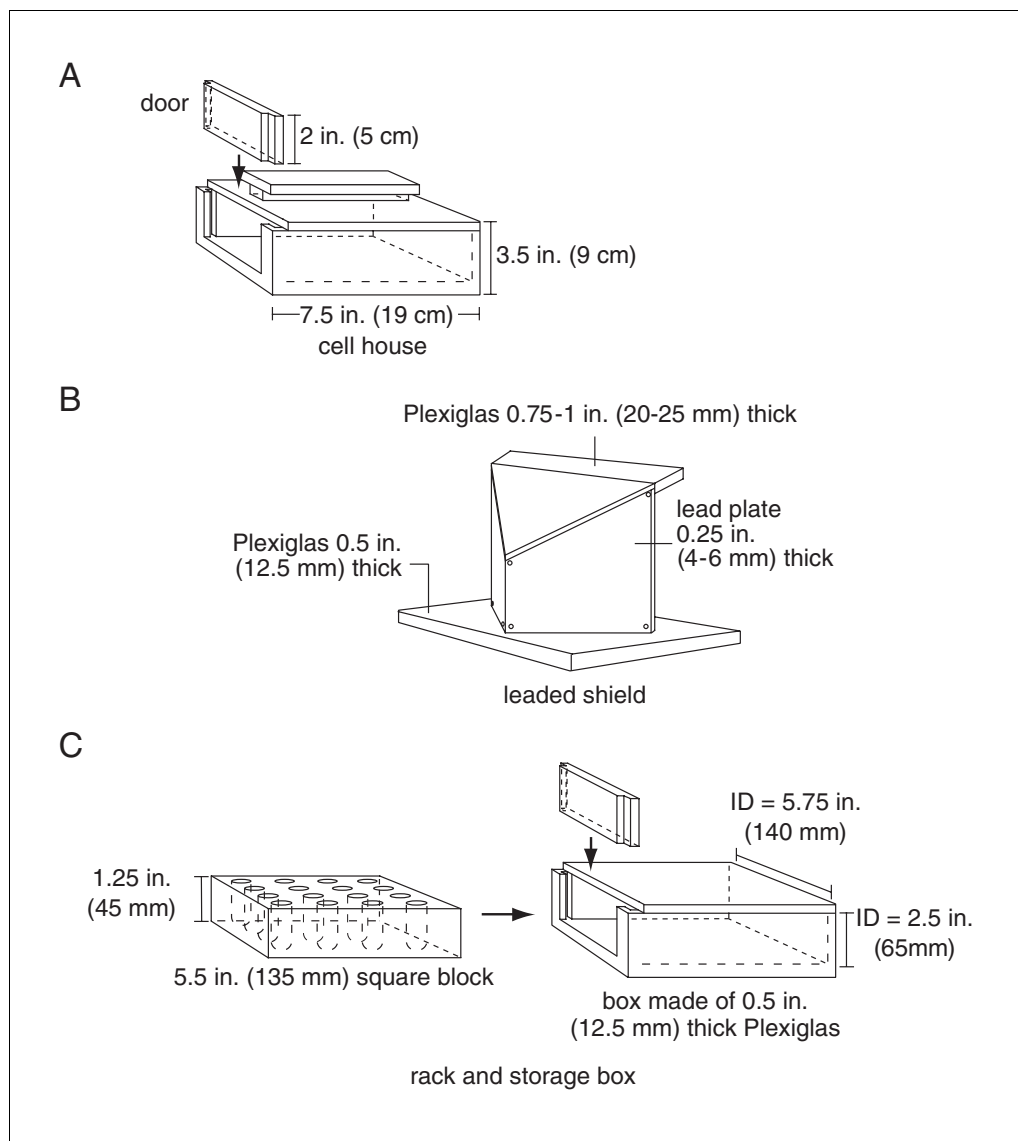 A
door
2 in. (5 cm)
3.5 in. (9 cm)
7.5 in. (19 cm)
cell house
B
Plexiglas 0.75-1 in. (20-25 mm) thick
lead plate
0.25 in.
(4-6 mm) thick
Plexiglas 0.5 in.
(12.5 mm) thick
leaded shield
C
ID = 5.75 in.
(140 mm)
1.25 in.
(45 mm)
ID = 2.5 in.
(65mm)
5.5 in. (135 mm) square block
box made of 0.5 in.
(12.5 mm) thick Plexiglas
rack and storage box